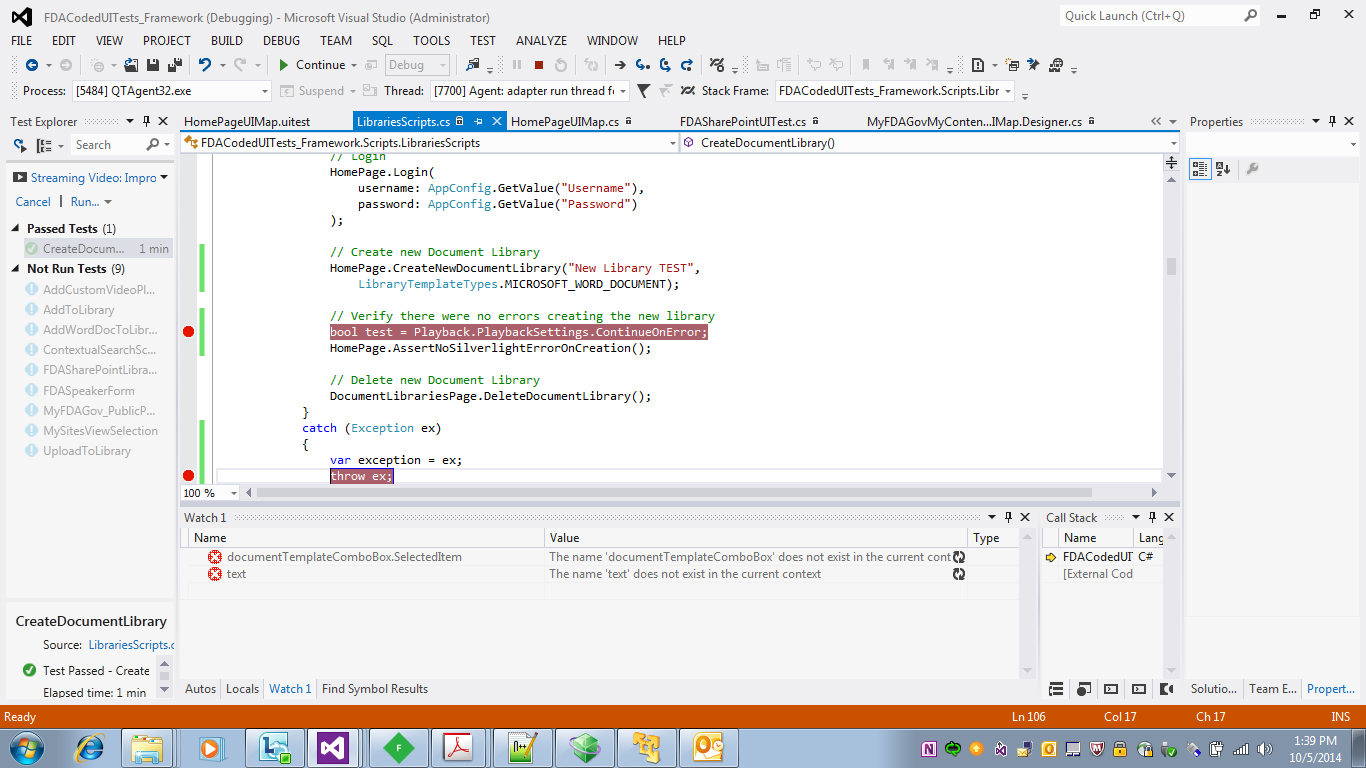 FDACodedUITests_Framework (Debugging) - Microsoft Visual Studio (Administrator)
Quick Launch (Ctrl+Q)
FILE EDIT VIEW PROJECT BUILD DEBUG TEAM SQL TOOLS TEST ANALYZE WINDOW HELP
Continue Debug
Process: [5484] QTAgent32.exe Suspend Thread: [7700] Agent: adapter run thread fo Stack Frame: FDACodedUITests_Framework.Scripts.Librar
Test Explorer
Search
Streaming Video: Impro
Cancel | Run...
Passed Tests (1)
CreateDocum... 1 min
Not Run Tests (9)
AddCustomVideoPl...
AddToLibrary
AddWordDocToLibr...
ContextualSearchSc...
FDASharePointLibra...
FDASpeakerForm
MyFDAGov_PublicP...
MySitesViewSelection
UploadToLibrary
CreateDocumentLibrary
Source: LibrariesScripts.c
Test Passed - Create
Elapsed time: 1 min
HomePageUIMap.uitest LibrariesScripts.cs HomePageUIMap.cs FDASharePointUITest.cs MyFDAGovMyConten...IMap.Designer.cs
FDACodedUITests_Framework.Scripts.LibrariesScripts CreateDocumentLibrary()
// Login
HomePage.Login(
username: AppConfig.GetValue("Username"),
password: AppConfig.GetValue("Password")
);
// Create new Document Library
HomePage.CreateNewDocumentLibrary("New Library TEST",
LibraryTemplateTypes.MICROSOFT_WORD_DOCUMENT);
// Verify there were no errors creating the new library
bool test = Playback.PlaybackSettings.ContinueOnError;
HomePage.AssertNoSilverlightErrorOnCreation();
// Delete new Document Library
DocumentLibrariesPage.DeleteDocumentLibrary();
}
catch (Exception ex)
{
var exception = ex;
throw ex;
100 %
Watch 1
Name Value Type
documentTemplateComboBox.SelectedItem The name 'documentTemplateComboBox' does not exist in the current cont
text The name 'text' does not exist in the current context
Autos Locals Watch 1 Find Symbol Results
Call Stack
Name Lang
FDACodedUI C#
[External Cod
Properties
Solutio... Team E... Propert...
Ready Ln 106 Col 17 Ch 17 INS
1:39 PM
10/5/2014